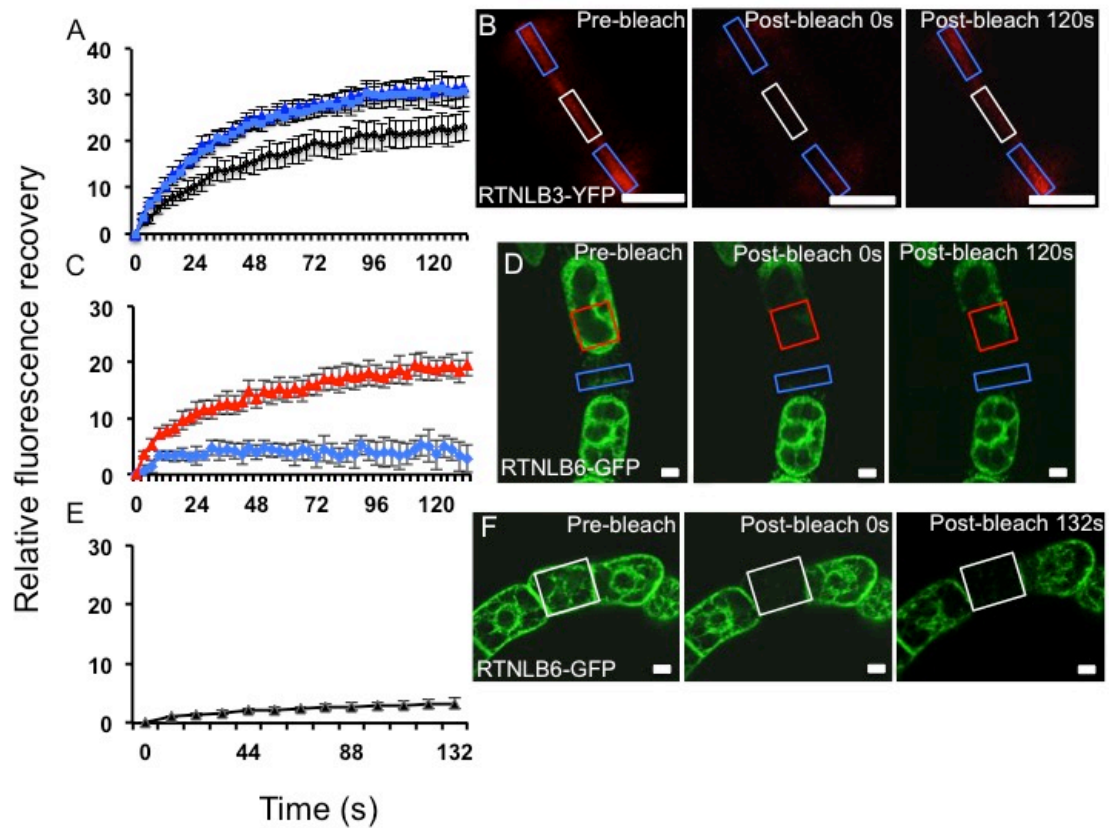 Relative fluorescence recovery
A
40
30
20
10
0
0 24 48 72 96 120
B
Pre-bleach
Post-bleach 0s
Post-bleach 120s
RTNLB3-YFP
C
30
20
10
0
0 24 48 72 96 120
D
Pre-bleach
Post-bleach 0s
Post-bleach 120s
RTNLB6-GFP
E
30
20
10
0
0 44 88 132
F
Pre-bleach
Post-bleach 0s
Post-bleach 132s
RTNLB6-GFP
Time (s)